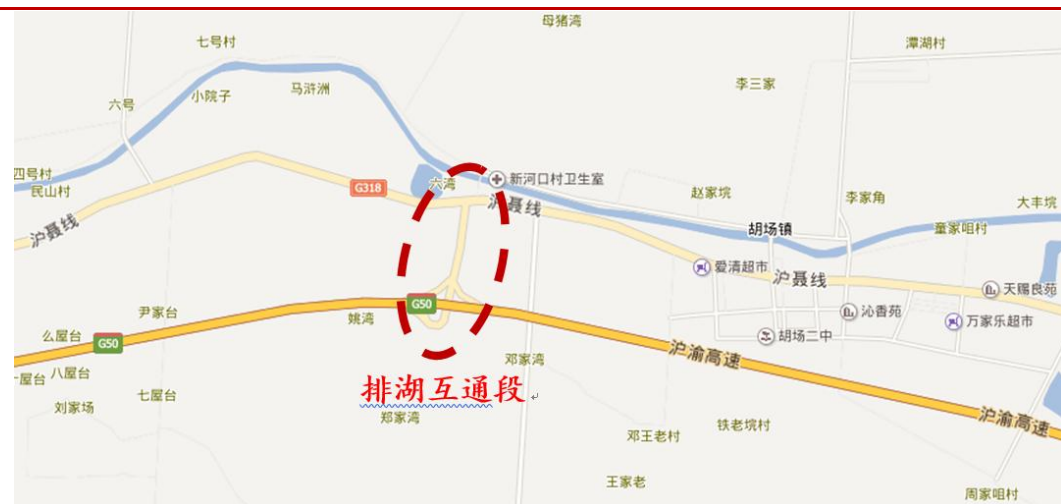 母猪湾
七号村
潭湖村
李三家
马浒洲
小院子
六号
四号村
民山村
G318
六湾
新河口村卫生室
赵家垸
李家角
大丰垸
沪聂线
沪聂线
胡场镇
童家咀村
爱清超市
沪聂线
天赐良苑
尹家台
姚湾
G50
沁香苑
万家乐超市
么屋台
G50
胡场二中
沪渝高速
邓家湾
八屋台
屋台
七屋台
排湖互通段
刘家场
郑家湾
铁老垸村
沪渝高速
邓王老村
王家老
周家咀村